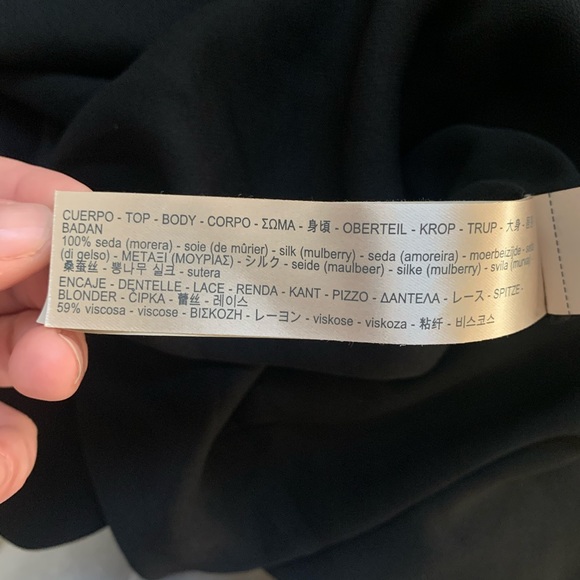 CUERPO - TOP - BODY - CORPO - ΣΩΜΑ - 身頃 - OBERTEIL - KROP - TRUP - 大身 -
BADAN
100% seda (morera) - soie (de mûrier) - silk (mulberry) - seda (amoreira) - moerbeizijde -
(di gelso) - ΜΕΤΑΞΙ (ΜΟΥΡΙΑΣ) - シルク - seide (maulbeer) - silke (mulberry) - svila
桑蚕丝 - 뽕나무 실크 - sutera
ENCAJE - DENTELLE - LACE - RENDA - KANT - PIZZO - ΔΑΝΤΕΛΑ - レース - SPITZE -
BLONDER - ČIPKA - 蕾丝 - 레이스
59% viscosa - viscose - ΒΙΣΚΟΖΗ - レーヨン - viskose - viskoza - 粘纤 - 비스코스